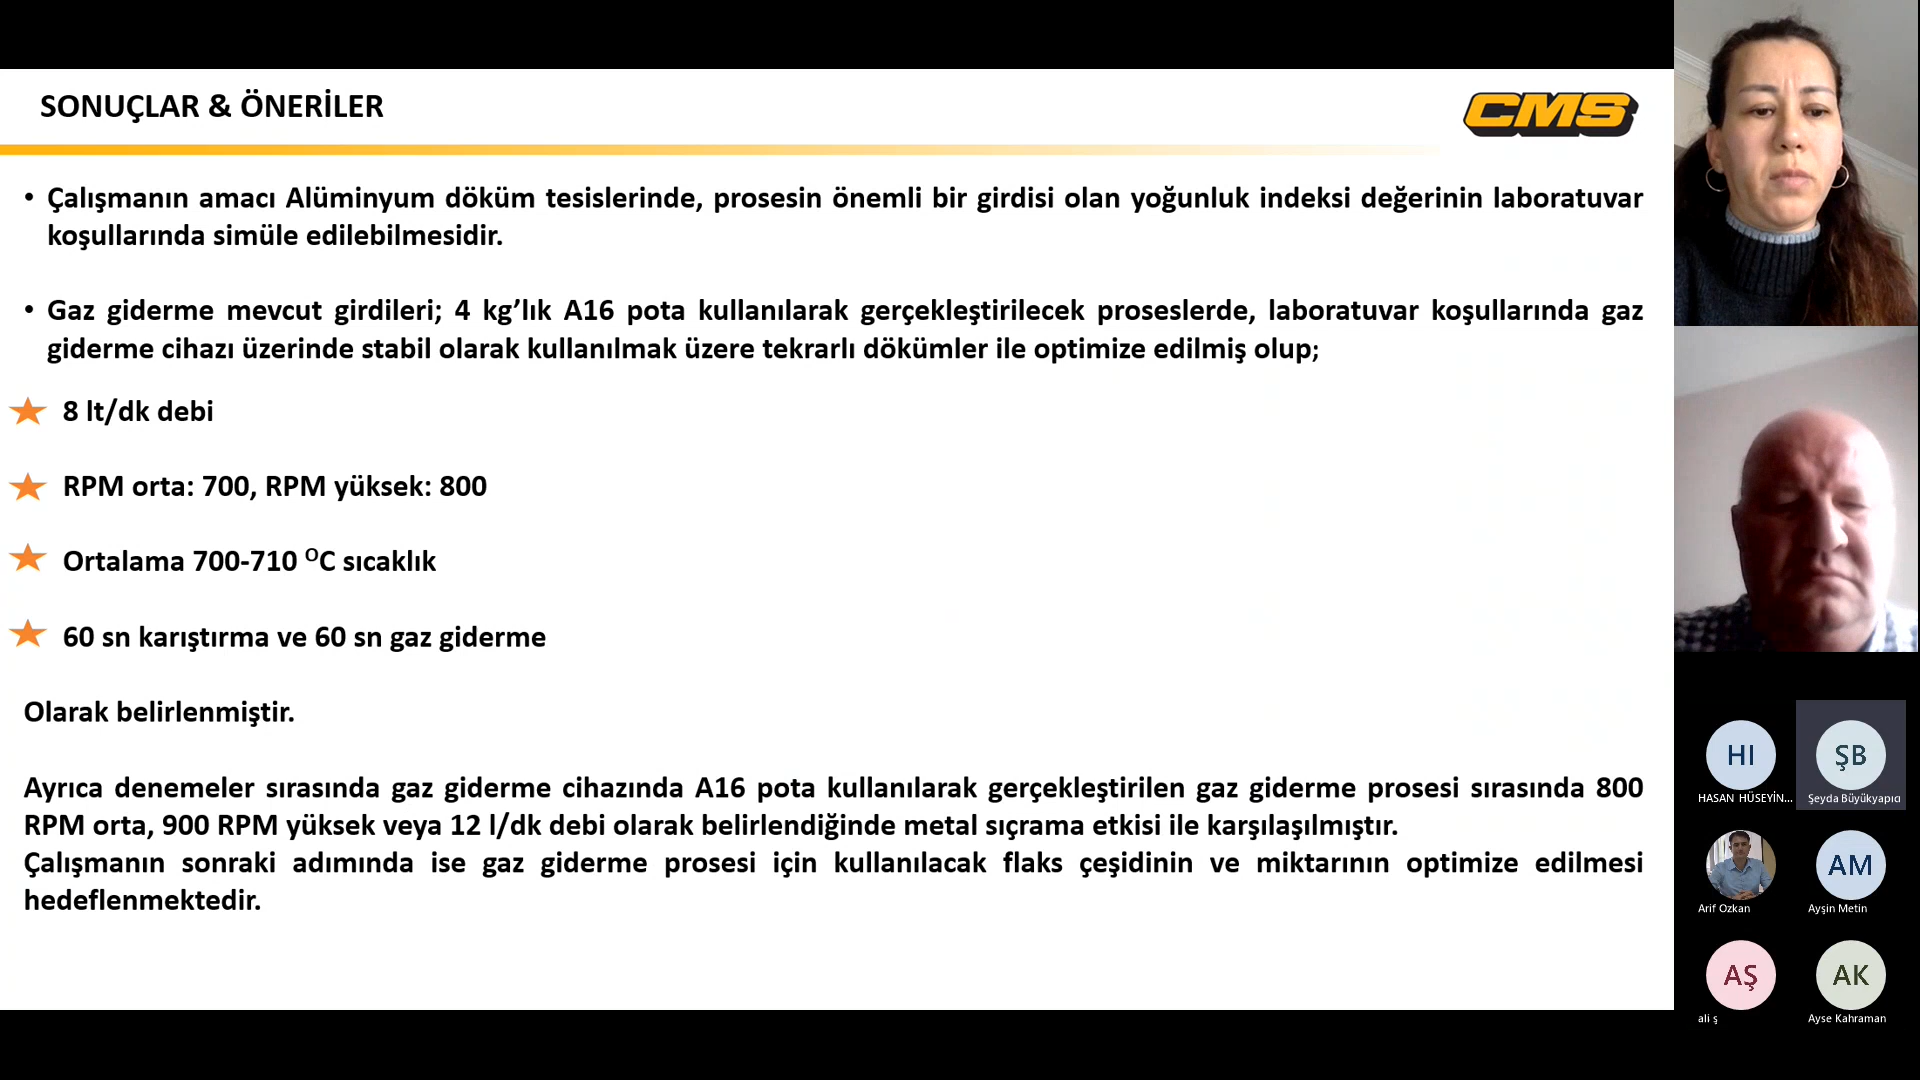 SONUÇLAR & ÖNERİLER
CMS
• Çalışmanın amacı Alüminyum döküm tesislerinde, prosesin önemli bir girdisi olan yoğunluk indeksi değerinin laboratuvar
koşullarında simüle edilebilmesidir.
• Gaz giderme mevcut girdileri; 4 kg’lık A16 pota kullanılarak gerçekleştirilecek proseslerde, laboratuvar koşullarında gaz
giderme cihazı üzerinde stabil olarak kullanılmak üzere tekrarlı dökümler ile optimize edilmiş olup;
8 lt/dk debi
RPM orta: 700, RPM yüksek: 800
Ortalama 700-710 ᴼC sıcaklık
60 sn karıştırma ve 60 sn gaz giderme
Olarak belirlenmiştir.
Ayrıca denemeler sırasında gaz giderme cihazında A16 pota kullanılarak gerçekleştirilen gaz giderme prosesi sırasında 800
RPM orta, 900 RPM yüksek veya 12 l/dk debi olarak belirlendiğinde metal sıçrama etkisi ile karşılaşılmıştır.
Çalışmanın sonraki adımında ise gaz giderme prosesi için kullanılacak flaks çeşidinin ve miktarının optimize edilmesi
hedeflenmektedir.
HI
ŞB
HASAN HÜSEYİN...
Şeyda Büyükyapıcı
Arif Ozkan
AM
Ayşin Metin
AŞ
AK
ali ş
Ayse Kahraman